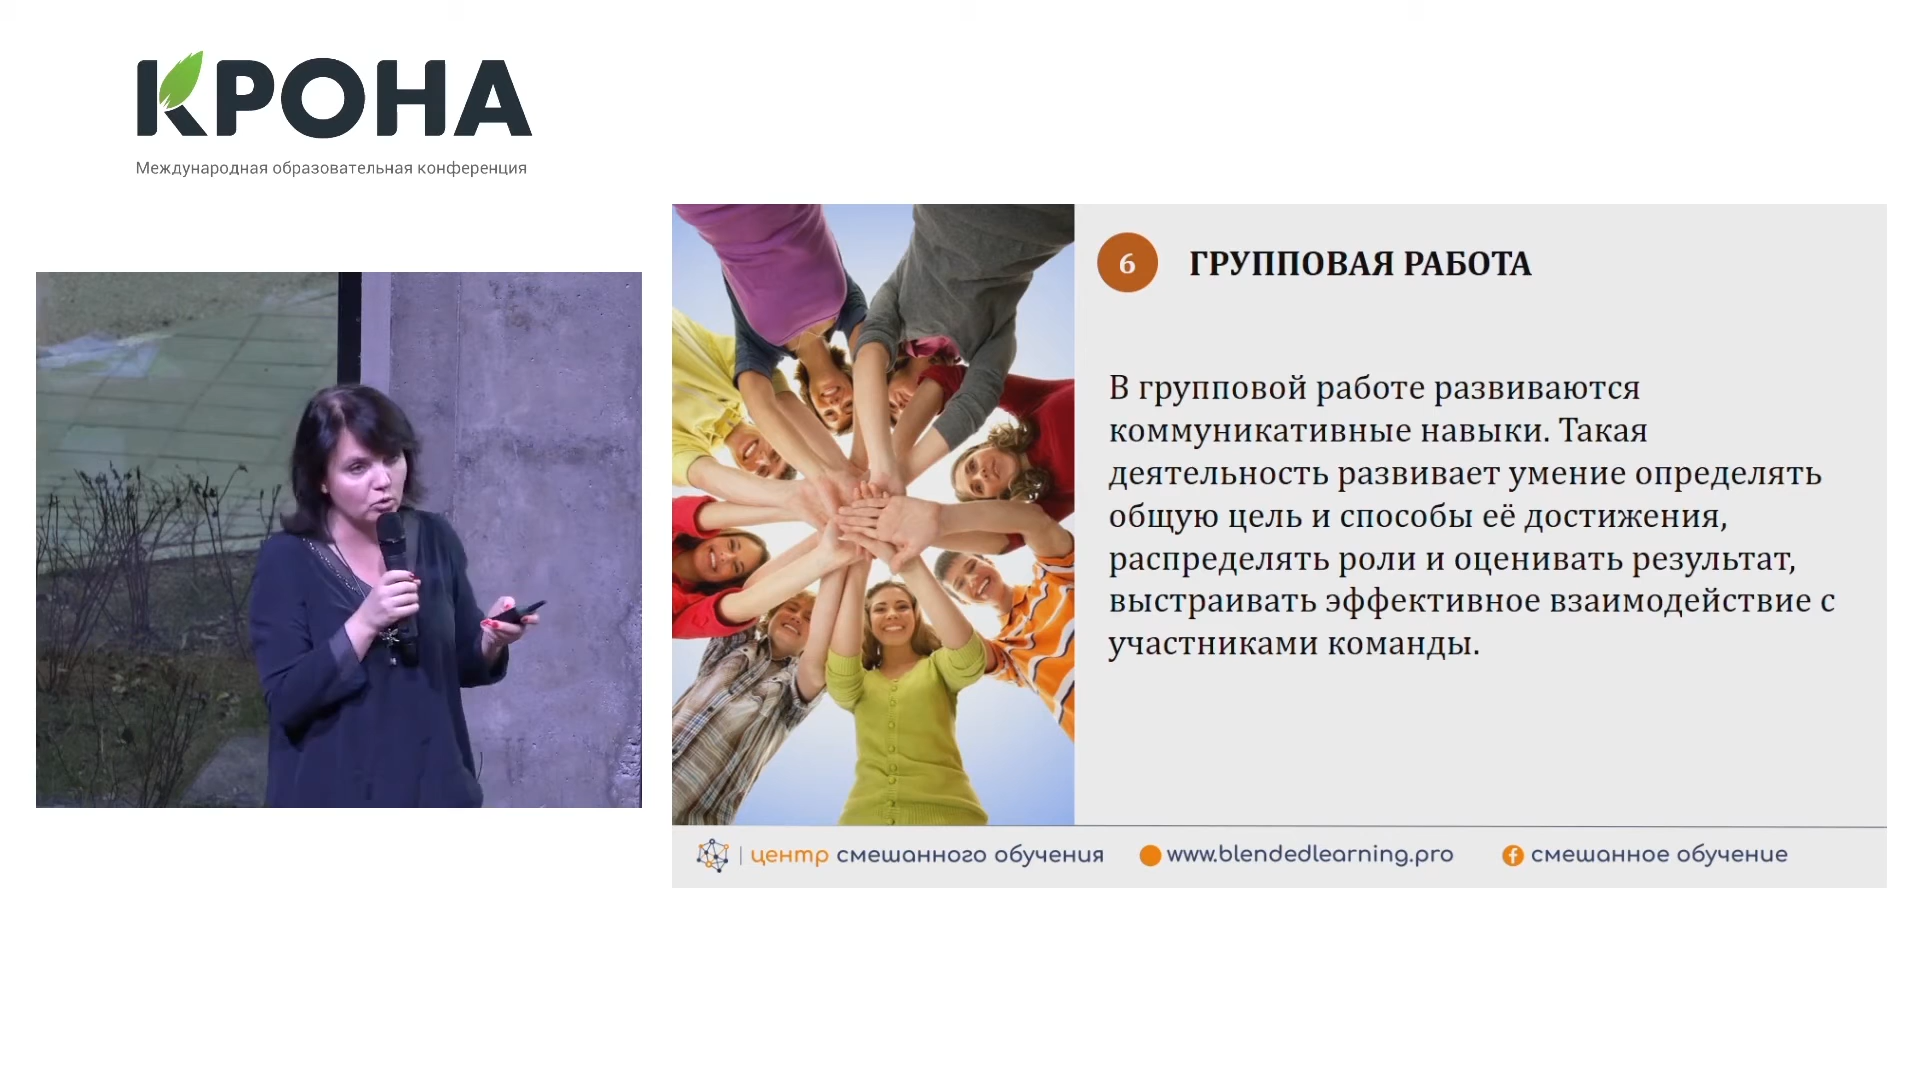 КРОНА
Международная образовательная конференция
6
ГРУППОВАЯ РАБОТА
В групповой работе развиваются
коммуникативные навыки. Такая
деятельность развивает умение определять
общую цель и способы её достижения,
распределять роли и оценивать результат,
выстраивать эффективное взаимодействие с
участниками команды.
центр смешанного обучения
www.blendedlearning.pro
смешанное обучение